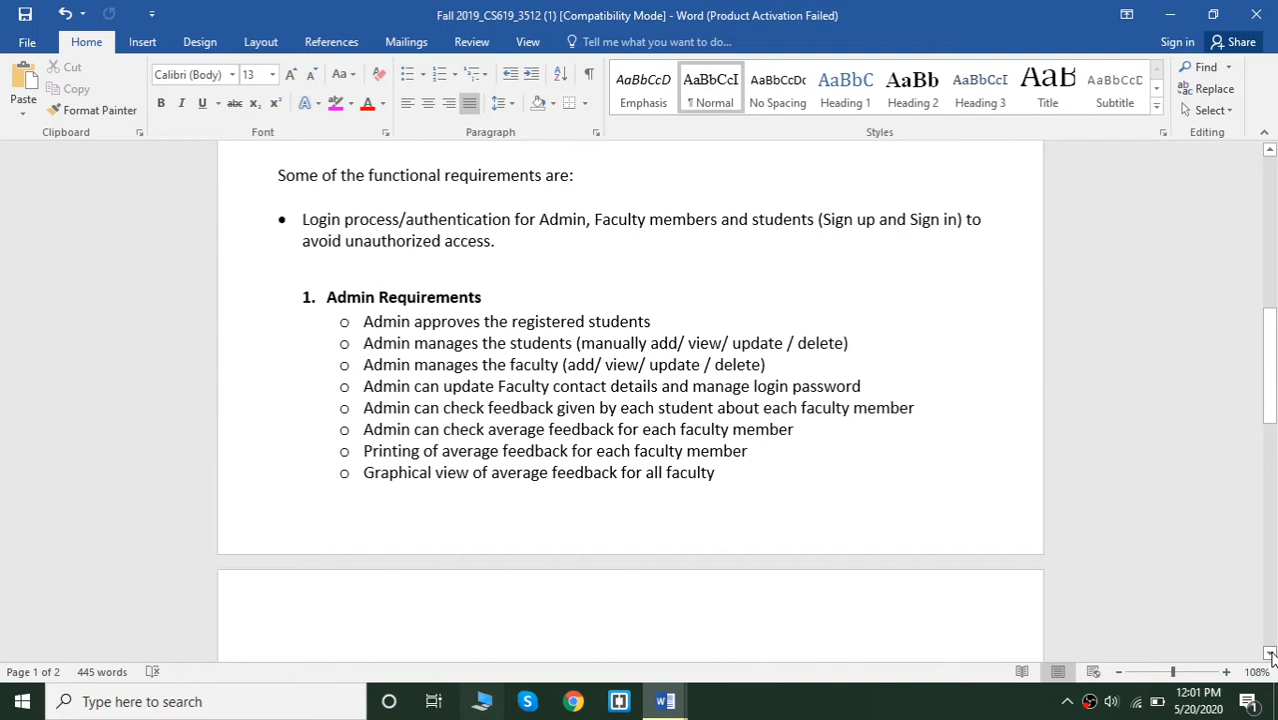 Fall 2019_CS619_3512 (1) [Compatibility Mode] - Word (Product Activation Failed)
File Home Insert Design Layout References Mailings Review View Tell me what you want to do... Sign in Share
Paste Cut Copy Format Painter
Calibri (Body) 13 Aa
B I U abc x₂ x² A A
AaBbCcD AaBbCcI AaBbCcDc AaBbC AaBb AaBbCcI AaB AaBbCcD
Emphasis ¶ Normal No Spacing Heading 1 Heading 2 Heading 3 Title Subtitle
Find
Replace
Select
Clipboard Font Paragraph Styles Editing
Some of the functional requirements are:
• Login process/authentication for Admin, Faculty members and students (Sign up and Sign in) to
avoid unauthorized access.
1. Admin Requirements
o Admin approves the registered students
o Admin manages the students (manually add/ view/ update / delete)
o Admin manages the faculty (add/ view/ update / delete)
o Admin can update Faculty contact details and manage login password
o Admin can check feedback given by each student about each faculty member
o Admin can check average feedback for each faculty member
o Printing of average feedback for each faculty member
o Graphical view of average feedback for all faculty
Page 1 of 2 445 words 108%
Type here to search
12:01 PM
5/20/2020
1